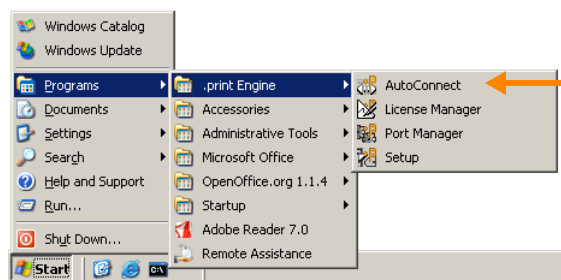 Windows Catalog
Windows Update
Programs
Documents
Settings
Search
Help and Support
Run...
Shut Down...
Start
.print Engine
Accessories
Administrative Tools
Microsoft Office
OpenOffice.org 1.1.4
Startup
Adobe Reader 7.0
Remote Assistance
AutoConnect
License Manager
Port Manager
Setup